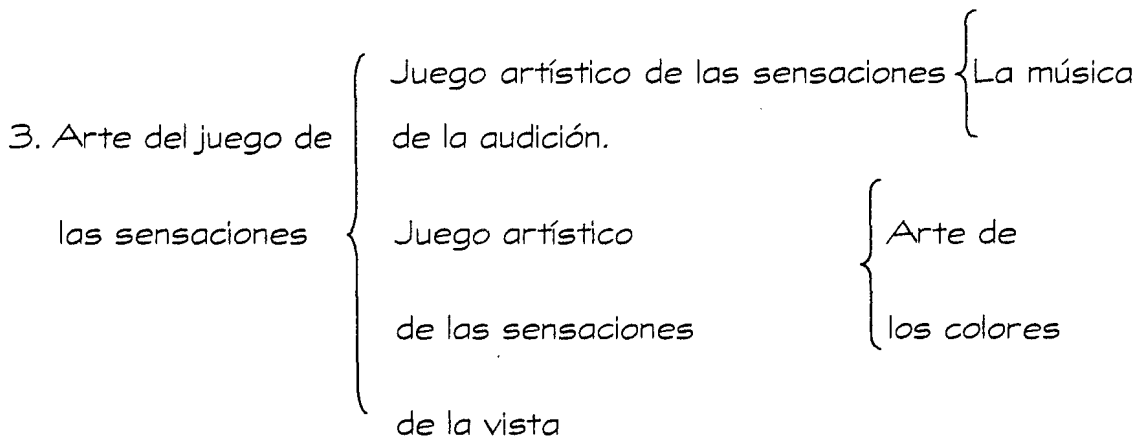 Juego artístico de las sensaciones La música
3. Arte del juego de de la audición.
las sensaciones Juego artístico Arte de
de las sensaciones los colores
de la vista